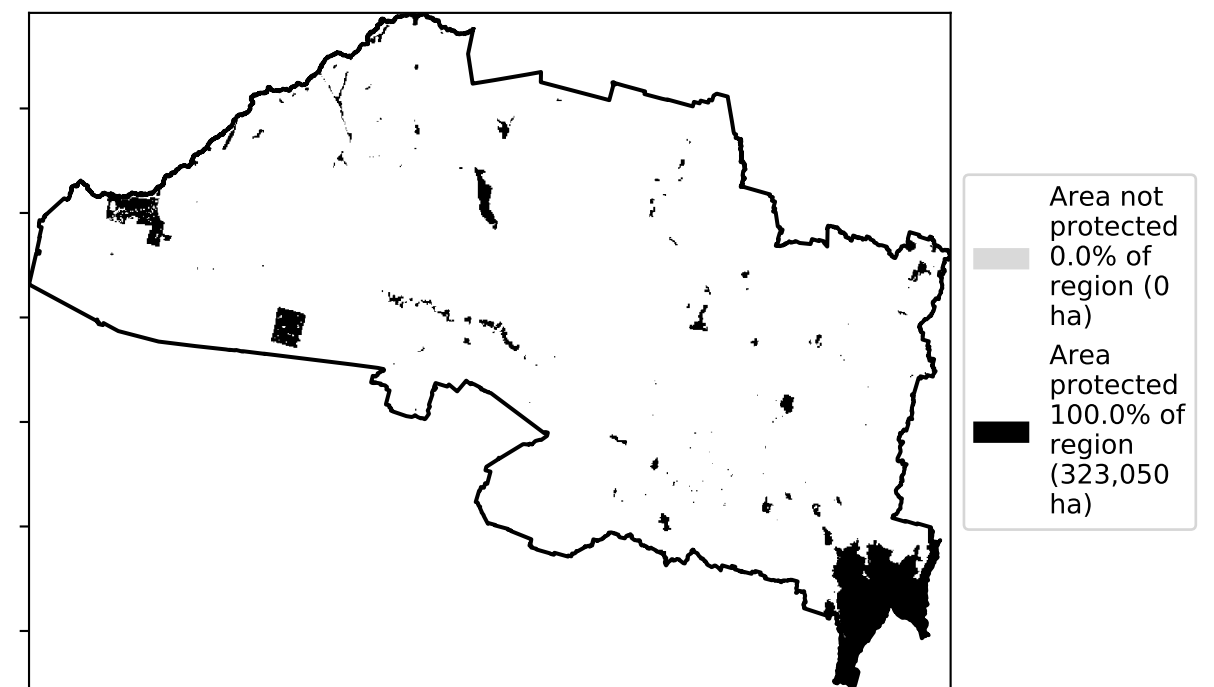 Area not
protected
0.0% of
region (0
ha)
Area
protected
100.0% of
region
(323,050
ha)